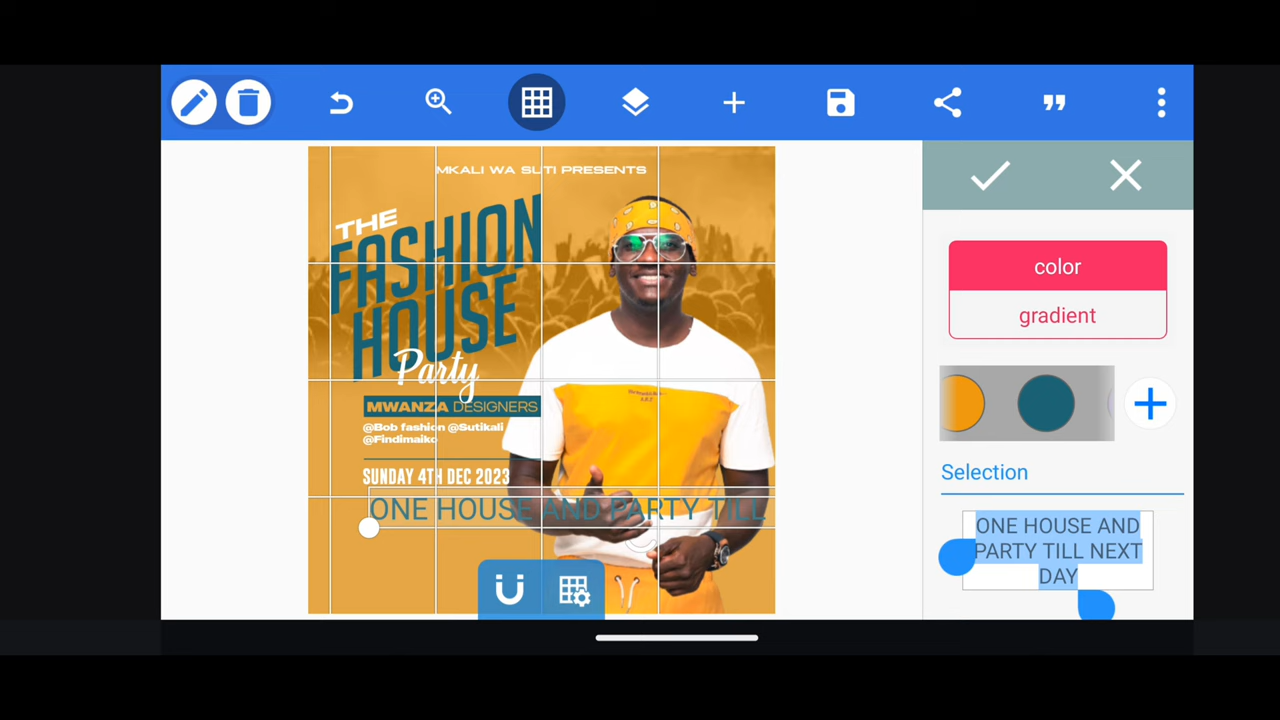 MKALI WA SUTI PRESENTS
THE
FASHION
HOUSE
Party
MWANZA DESIGNERS
@Bob fashion @Sutikali
@Findimaiko
SUNDAY 4TH DEC 2023
ONE HOUSE AND PARTY TILL
color
gradient
Selection
ONE HOUSE AND
PARTY TILL NEXT
DAY